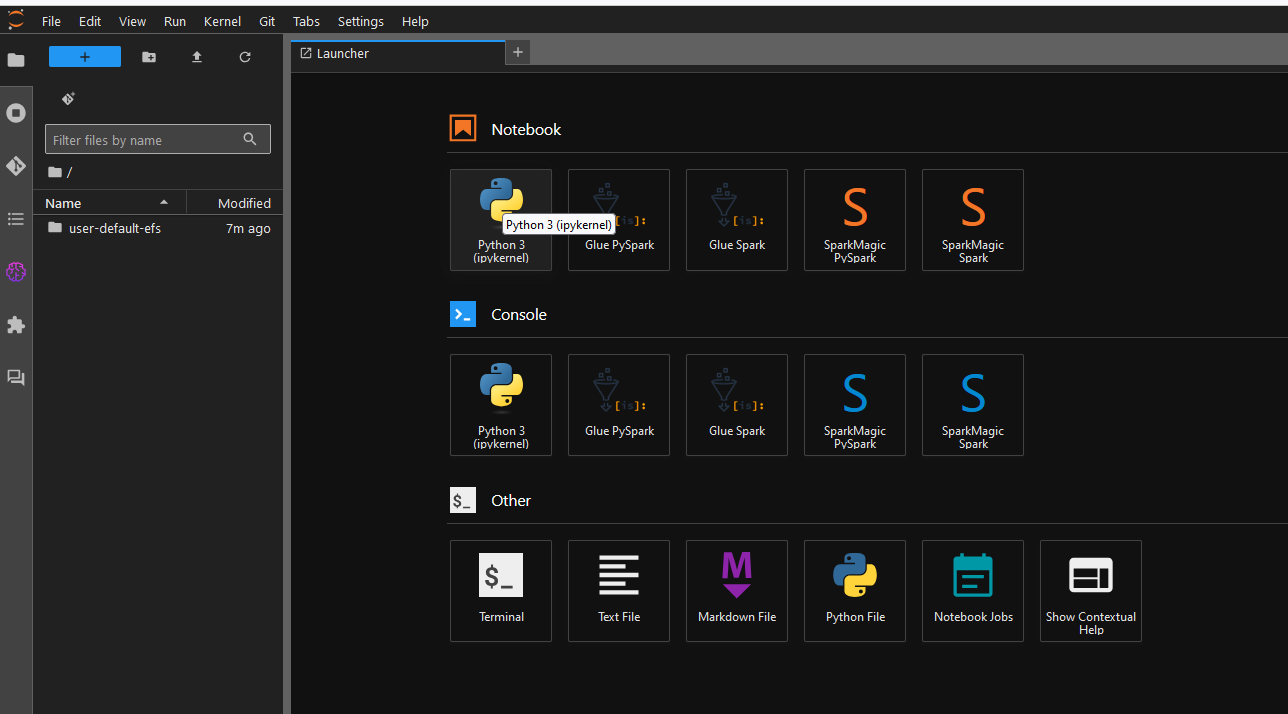 File Edit View Run Kernel Git Tabs Settings Help
Launcher
Filter files by name
/
Name Modified
user-default-efs 7m ago
Notebook
Python 3 (ipykernel)
Python 3
(ipykernel)
[is]:
Glue PySpark
[is]:
Glue Spark
S
SparkMagic
PySpark
S
SparkMagic
Spark
Console
Python 3
(ipykernel)
[is]:
Glue PySpark
[is]:
Glue Spark
S
SparkMagic
PySpark
S
SparkMagic
Spark
$_
Other
$_
Terminal
Text File
M
Markdown File
Python File
Notebook Jobs
Show Contextual
Help